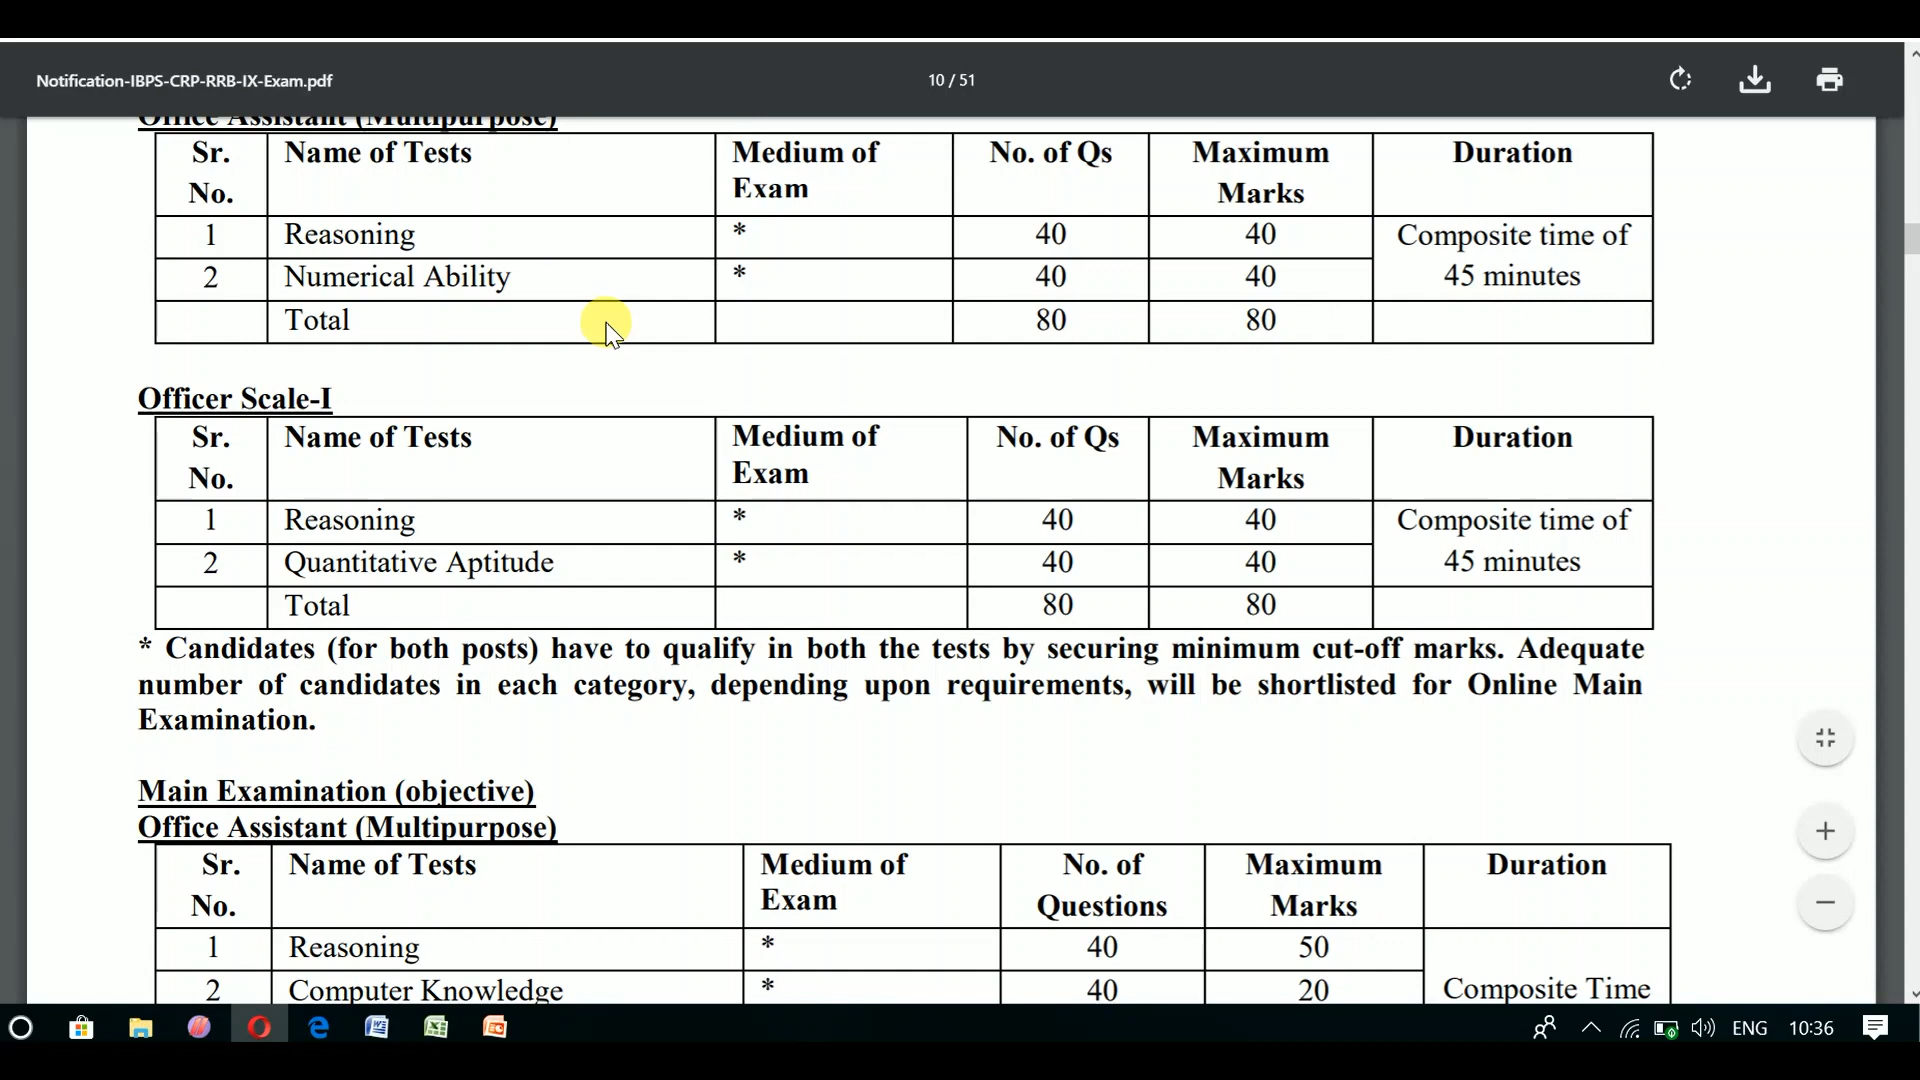 Notification-IBPS-CRP-RRB-IX-Exam.pdf 10 / 51
Office Assistant (Multipurpose)
Sr. No. Name of Tests Medium of Exam No. of Qs Maximum Marks Duration
1 Reasoning * 40 40 Composite time of 45 minutes
2 Numerical Ability * 40 40
Total 80 80
Officer Scale-I
Sr. No. Name of Tests Medium of Exam No. of Qs Maximum Marks Duration
1 Reasoning * 40 40 Composite time of 45 minutes
2 Quantitative Aptitude * 40 40
Total 80 80
* Candidates (for both posts) have to qualify in both the tests by securing minimum cut-off marks. Adequate
number of candidates in each category, depending upon requirements, will be shortlisted for Online Main
Examination.
Main Examination (objective)
Office Assistant (Multipurpose)
Sr. No. Name of Tests Medium of Exam No. of Questions Maximum Marks Duration
1 Reasoning * 40 50
2 Computer Knowledge * 40 20 Composite Time
ENG 10:36